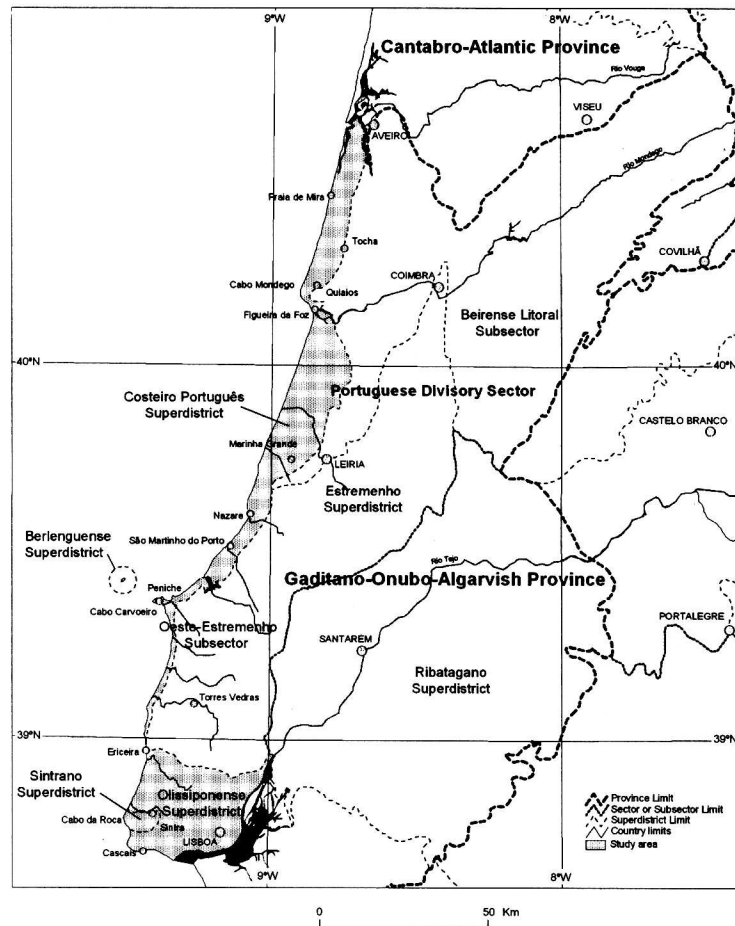 9°W
8°W
Cantabro-Atlantic Province
Rio Vouga
VISEU
AVEIRO
Rio Mondego
Praia de Mira
Tocha
COVILHÃ
Cabo Mondego
Quiaios
COIMBRA
Figueira da Foz
Beirense Litoral
Subsector
40°N
40°N
Costeiro Português
Superdistrict
Portuguese Divisory Sector
CASTELO BRANCO
Marinha Grande
LEIRIA
Estremenho
Superdistrict
Nazaré
Berlenguense
Superdistrict
São Martinho do Porto
Rio Tejo
Peniche
Gaditano-Onubo-Algarvish Province
Cabo Carvoeiro
Oeste-Estremenho
Subsector
PORTALEGRE
SANTAREM
Ribatagano
Superdistrict
Torres Vedras
39°N
39°N
Ericeira
Sintrano
Superdistrict
Olissiponense
Superdistrict
Cabo da Roca
Sintra
LISBOA
Cascais
Province Limit
Sector or Subsector Limit
Superdistrict Limit
Country limits
Study area
9°W
8°W
0 50 Km